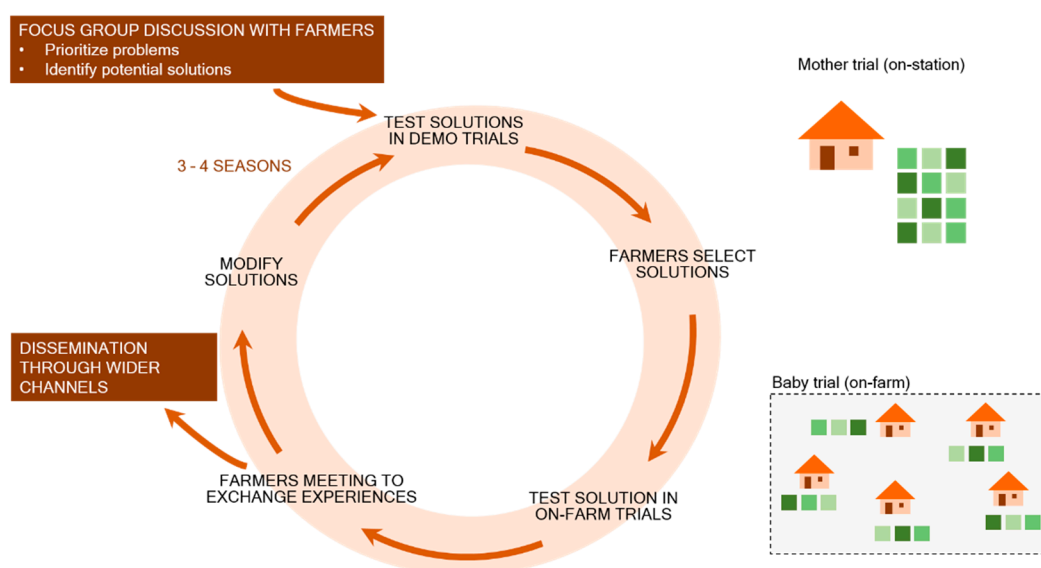 FOCUS GROUP DISCUSSION WITH FARMERS
• Prioritize problems
• Identify potential solutions
TEST SOLUTIONS
IN DEMO TRIALS
3 - 4 SEASONS
FARMERS SELECT
SOLUTIONS
MODIFY
SOLUTIONS
DISSEMINATION
THROUGH WIDER
CHANNELS
FARMERS MEETING TO
EXCHANGE EXPERIENCES
TEST SOLUTION IN
ON-FARM TRIALS
Mother trial (on-station)
Baby trial (on-farm)